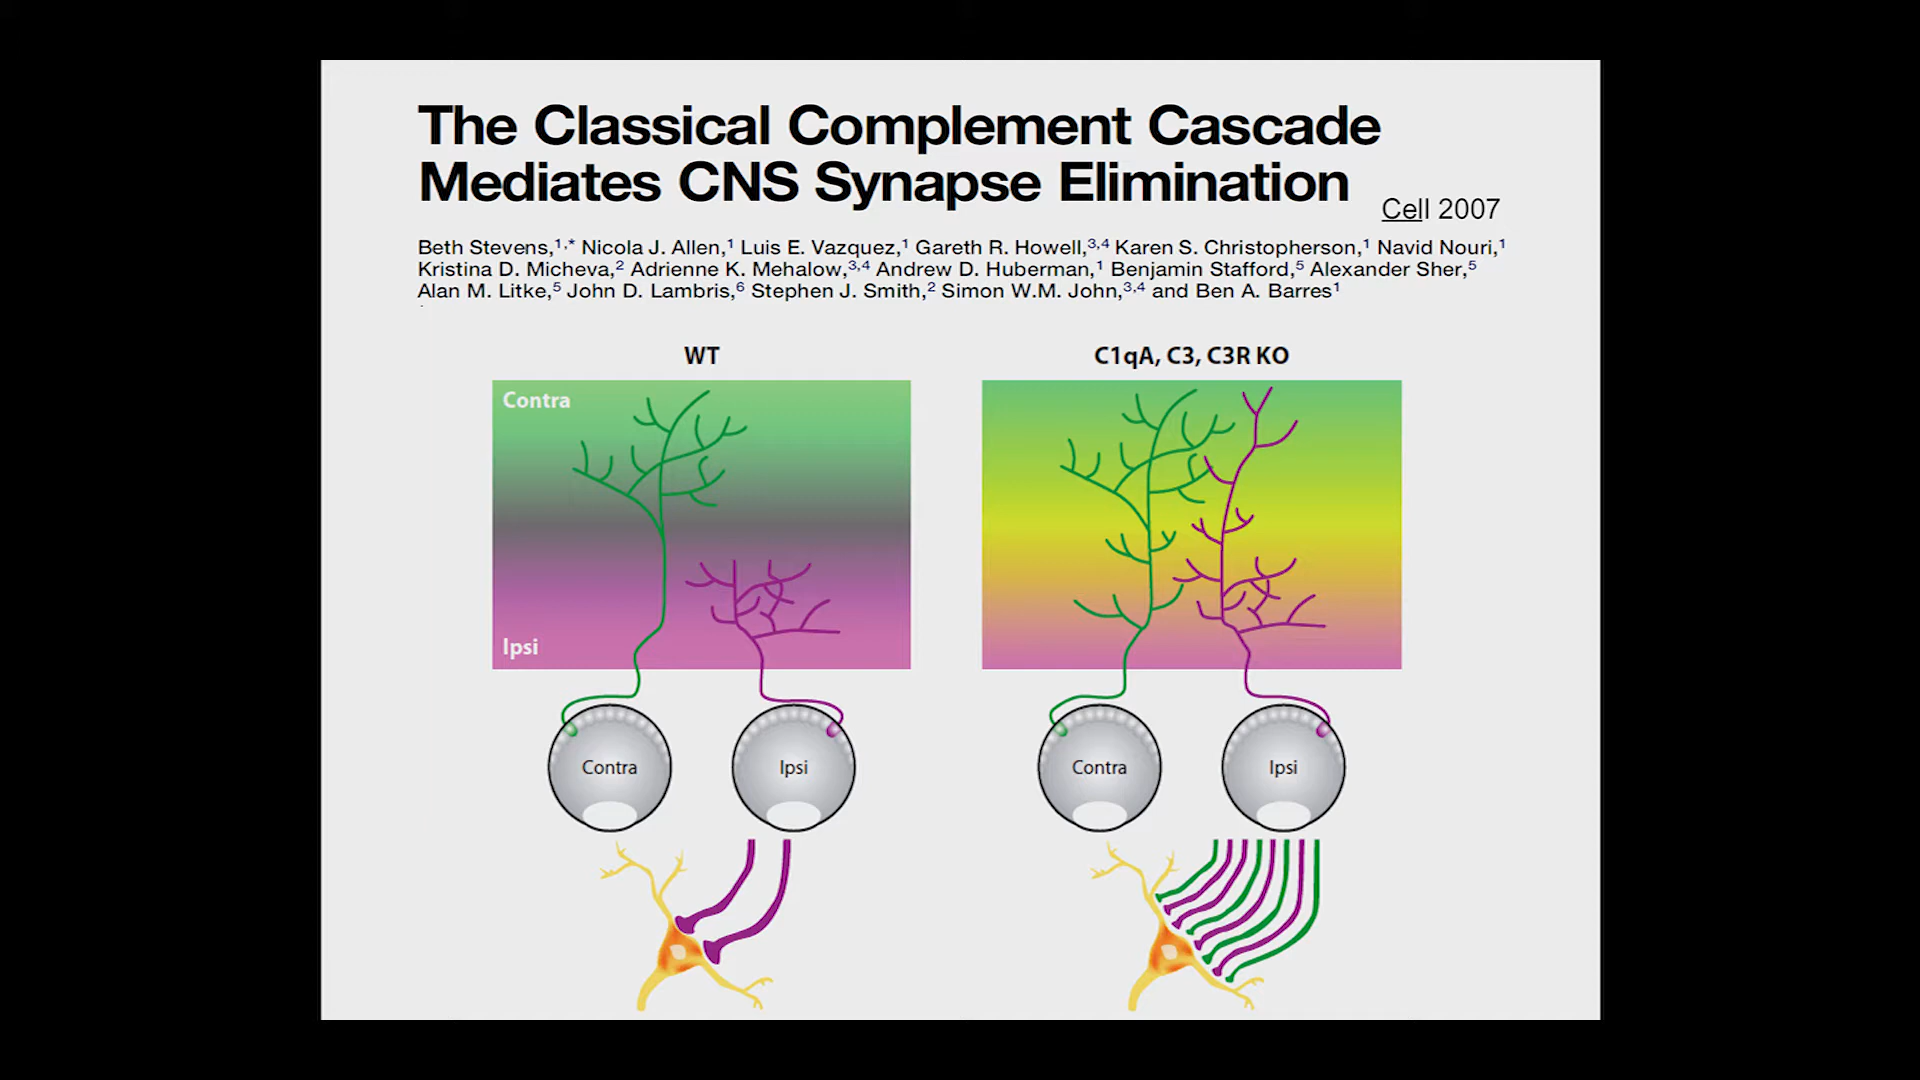 The Classical Complement Cascade
Mediates CNS Synapse Elimination
Cell 2007
Beth Stevens,1,* Nicola J. Allen,1 Luis E. Vazquez,1 Gareth R. Howell,3,4 Karen S. Christopherson,1 Navid Nouri,1
Kristina D. Micheva,2 Adrienne K. Mehalow,3,4 Andrew D. Huberman,1 Benjamin Stafford,5 Alexander Sher,5
Alan M. Litke,5 John D. Lambris,6 Stephen J. Smith,2 Simon W.M. John,3,4 and Ben A. Barres1
WT
C1qA, C3, C3R KO
Contra
Ipsi
Contra
Ipsi
Contra
Ipsi